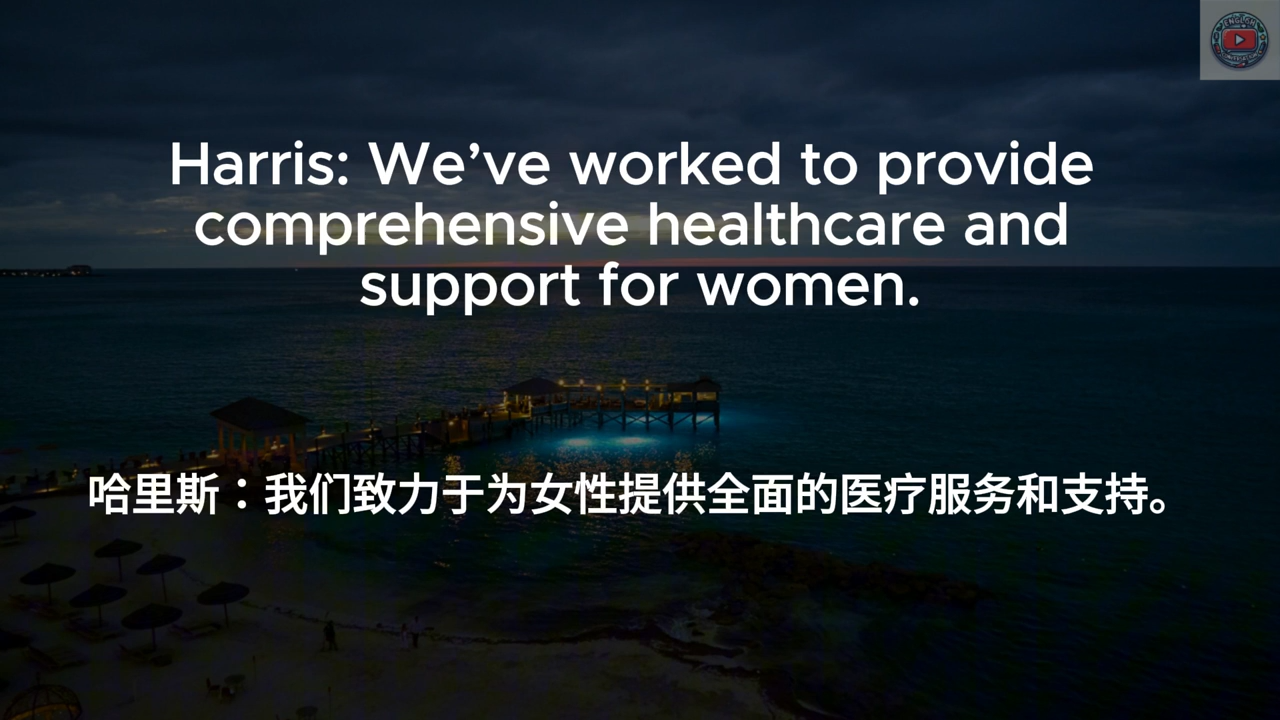 ENGLISH
Harris: We’ve worked to provide
comprehensive healthcare and
support for women.
哈里斯：我们致力于为女性提供全面的医疗服务和支持。